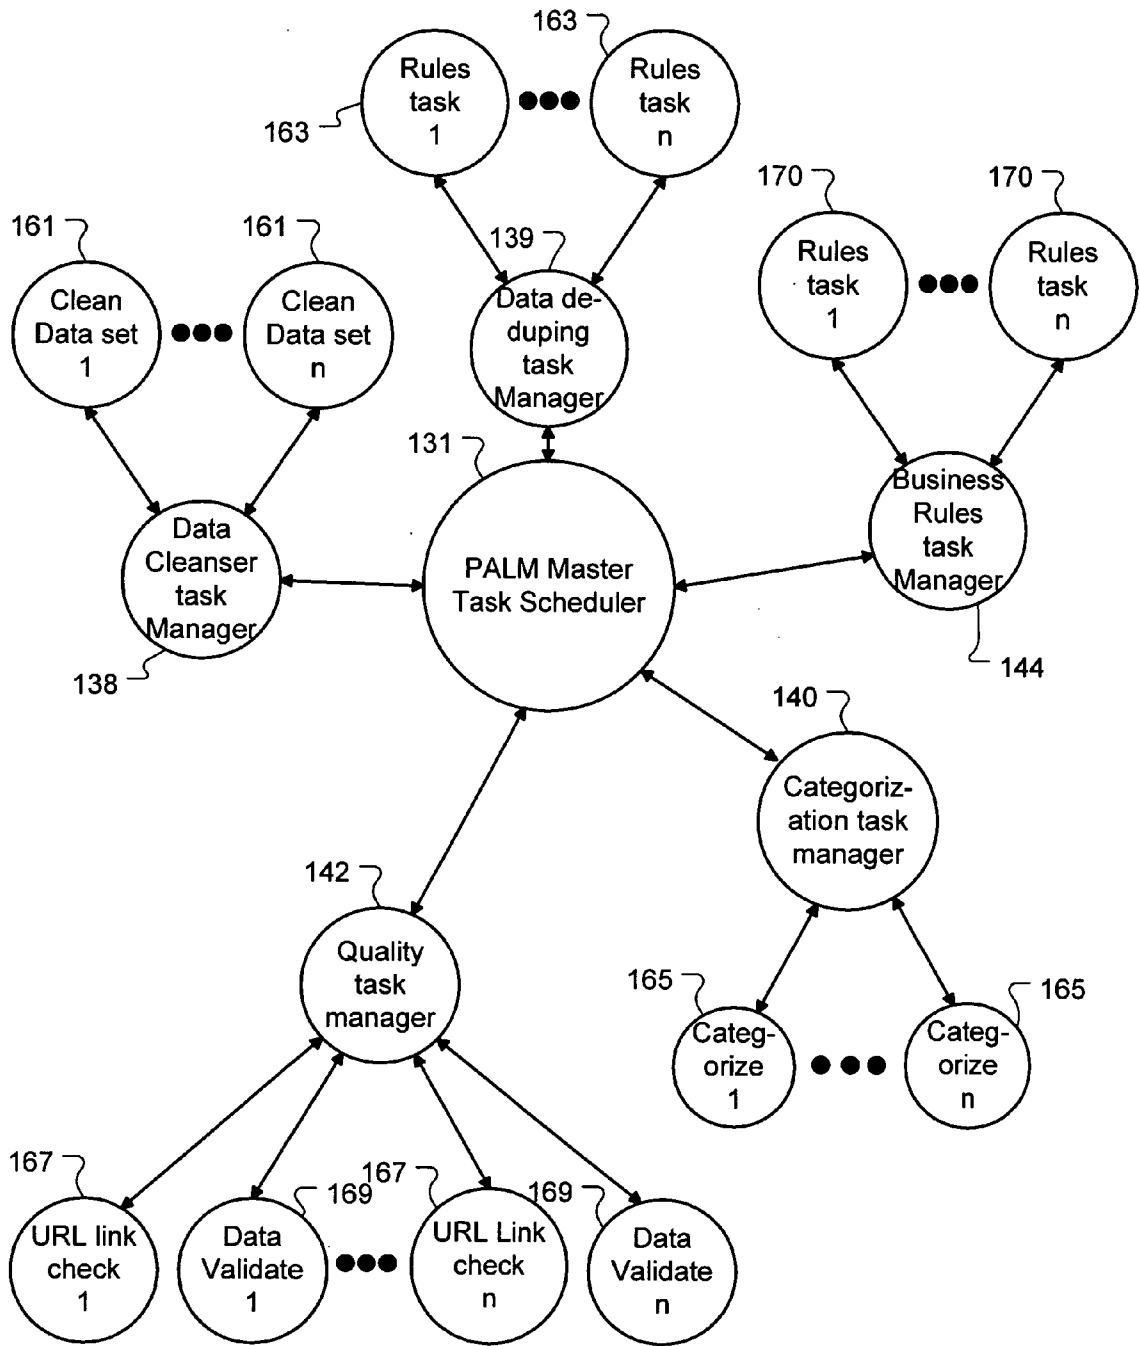 163
Rules
task
1
163
163
Rules
task
n
170
Rules
task
1
170
Rules
task
n
161
Clean
Data set
1
161
Clean
Data set
n
139
Data de-
duping
task
Manager
131
PALM Master
Task Scheduler
Business
Rules
task
Manager
144
Data
Cleanser
task
Manager
138
140
Categoriz-
ation task
manager
142
Quality
task
manager
165
Categ-
orize
1
165
Categ-
orize
n
167
URL link
check
1
169
Data
Validate
1
167
URL Link
check
n
169
Data
Validate
n